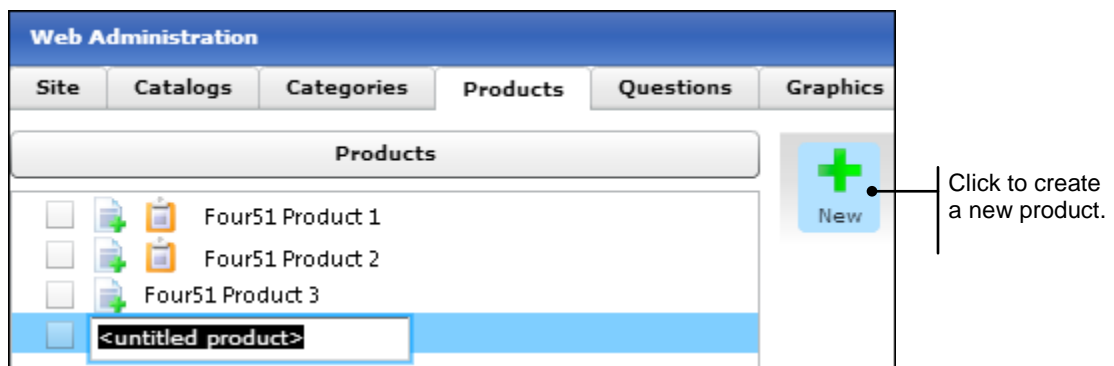 Web Administration
Site Catalogs Categories Products Questions Graphics
Products
New
Click to create
a new product.
Four51 Product 1
Four51 Product 2
Four51 Product 3
<untitled product>